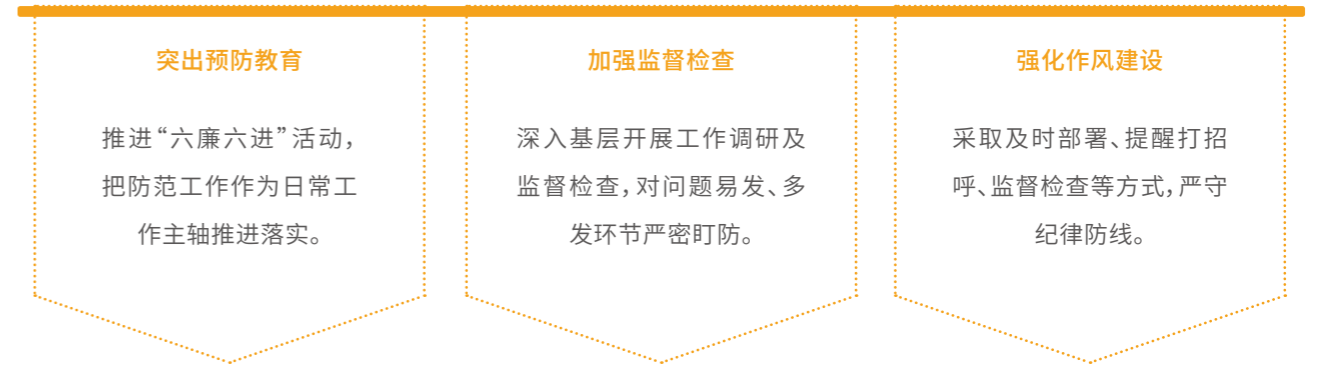 突出预防教育
推进“六廉六进”活动，
把防范工作作为日常工
作主轴推进落实。
加强监督检查
深入基层开展工作调研及
监督检查，对问题易发、多
发环节严密盯防。
强化作风建设
采取及时部署、提醒打招
呼、监督检查等方式，严守
纪律防线。